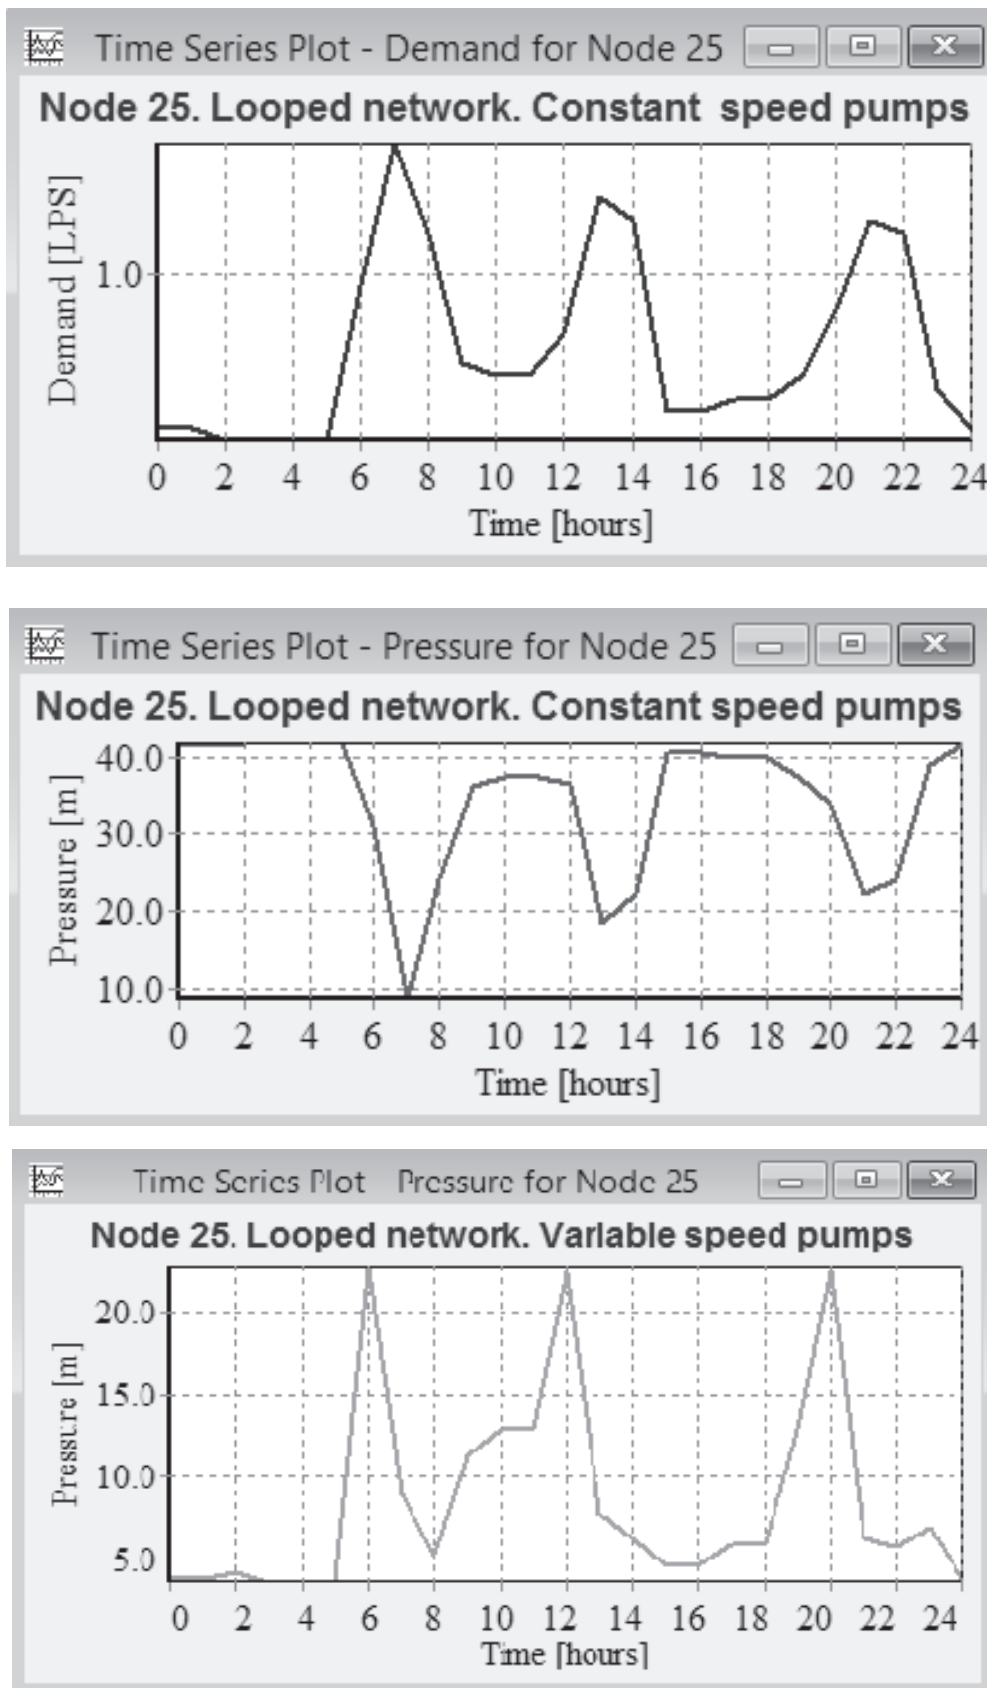 Time Series Plot - Demand for Node 25
Node 25. Looped network. Constant speed pumps
Demand [LPS]
1.0
0 2 4 6 8 10 12 14 16 18 20 22 24
Time [hours]
Time Series Plot - Pressure for Node 25
Node 25. Looped network. Constant speed pumps
Pressure [m]
40.0
30.0
20.0
10.0
0 2 4 6 8 10 12 14 16 18 20 22 24
Time [hours]
Time Series Plot Pressure for Node 25
Node 25. Looped network. Variable speed pumps
Pressure [m]
20.0
15.0
10.0
5.0
0 2 4 6 8 10 12 14 16 18 20 22 24
Time [hours]